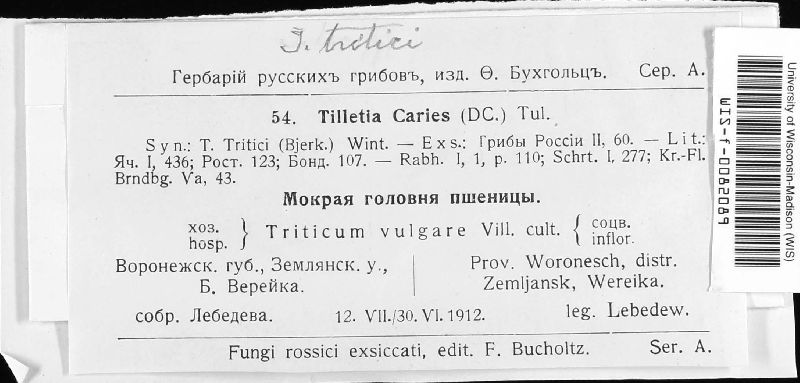 T. tritici
Гербарій русскихъ грибовъ, изд. Ѳ. Бухгольцъ. Сер. А.
54. Tilletia Caries (DC.) Tul.
Syn.: T. Tritici (Bjerk.) Wint. — Exs.: Грибы Россіи II, 60. — Lit.:
Яч. I, 436; Рост. 123; Бонд. 107. — Rabh. I, 1, p. 110; Schrt. I, 277; Kr.-Fl.
Brndbg. Va, 43.
Мокрая головня пшеницы.
хоз. } Triticum vulgare Vill. cult. { соцв.
hosp. inflor.
Воронежск. губ., Землянск. у.,
Б. Верейка.
Prov. Woronesch, distr.
Zemljansk, Wereika.
собр. Лебедева. 12. VII./30. VI. 1912. leg. Lebedew.
Fungi rossici exsiccati, edit. F. Bucholtz. Ser. A.
University of Wisconsin-Madison (WIS)
WIS-f-0082089